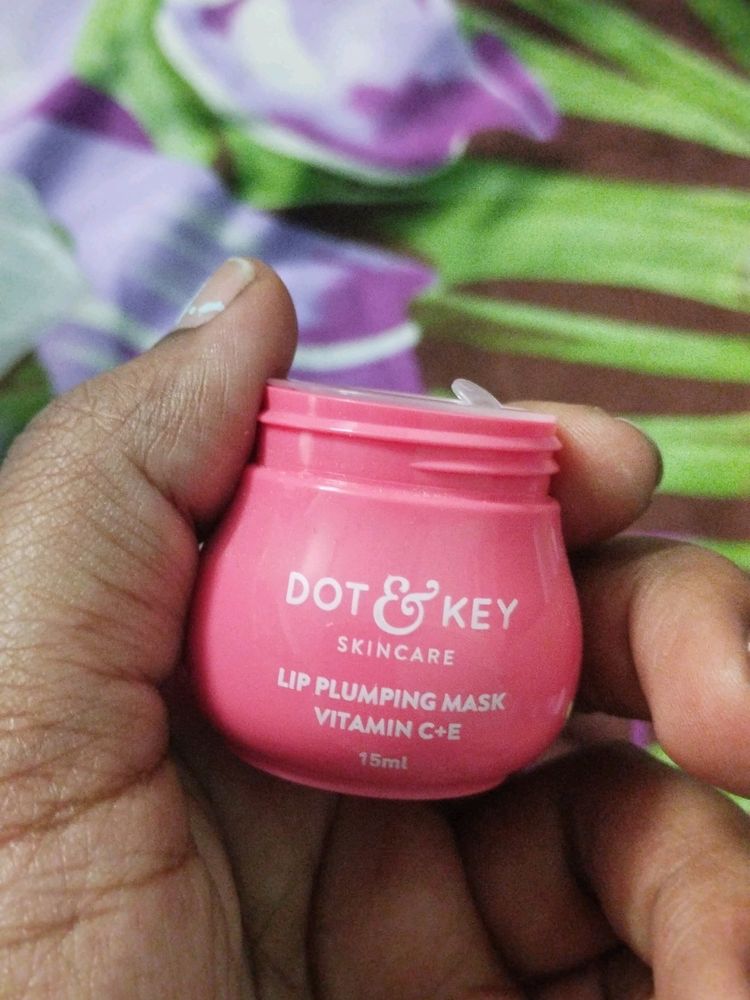 DOT & KEY
SKINCARE
LIP PLUMPING MASK
VITAMIN C+E
15ml